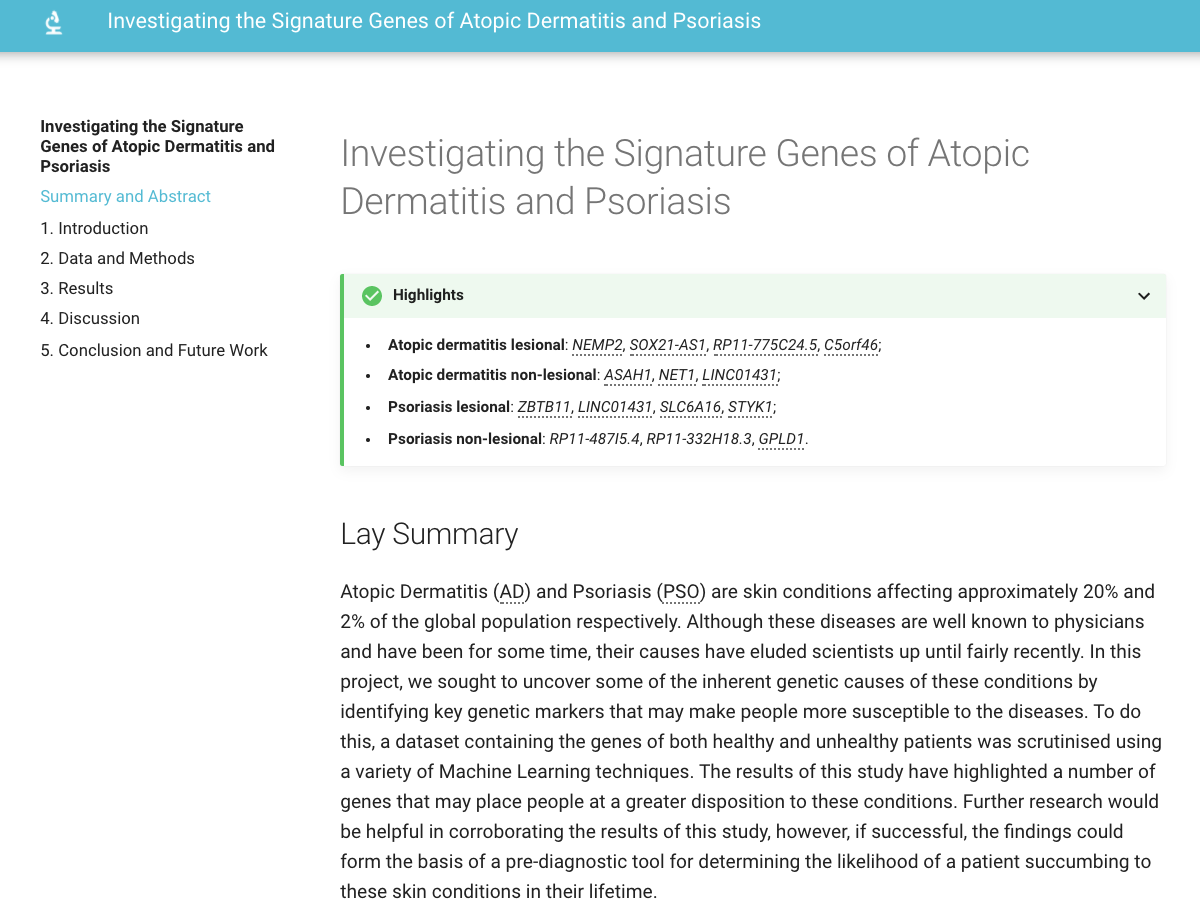 Investigating the Signature Genes of Atopic Dermatitis and Psoriasis
Investigating the Signature
Genes of Atopic Dermatitis and
Psoriasis
Summary and Abstract
1. Introduction
2. Data and Methods
3. Results
4. Discussion
5. Conclusion and Future Work
Investigating the Signature Genes of Atopic
Dermatitis and Psoriasis
Highlights
• Atopic dermatitis lesional: NEMP2, SOX21-AS1, RP11-775C24.5, C5orf46;
• Atopic dermatitis non-lesional: ASAH1, NET1, LINC01431;
• Psoriasis lesional: ZBTB11, LINC01431, SLC6A16, STYK1;
• Psoriasis non-lesional: RP11-487I5.4, RP11-332H18.3, GPLD1.
Lay Summary
Atopic Dermatitis (AD) and Psoriasis (PSO) are skin conditions affecting approximately 20% and
2% of the global population respectively. Although these diseases are well known to physicians
and have been for some time, their causes have eluded scientists up until fairly recently. In this
project, we sought to uncover some of the inherent genetic causes of these conditions by
identifying key genetic markers that may make people more susceptible to the diseases. To do
this, a dataset containing the genes of both healthy and unhealthy patients was scrutinised using
a variety of Machine Learning techniques. The results of this study have highlighted a number of
genes that may place people at a greater disposition to these conditions. Further research would
be helpful in corroborating the results of this study, however, if successful, the findings could
form the basis of a pre-diagnostic tool for determining the likelihood of a patient succumbing to
these skin conditions in their lifetime.